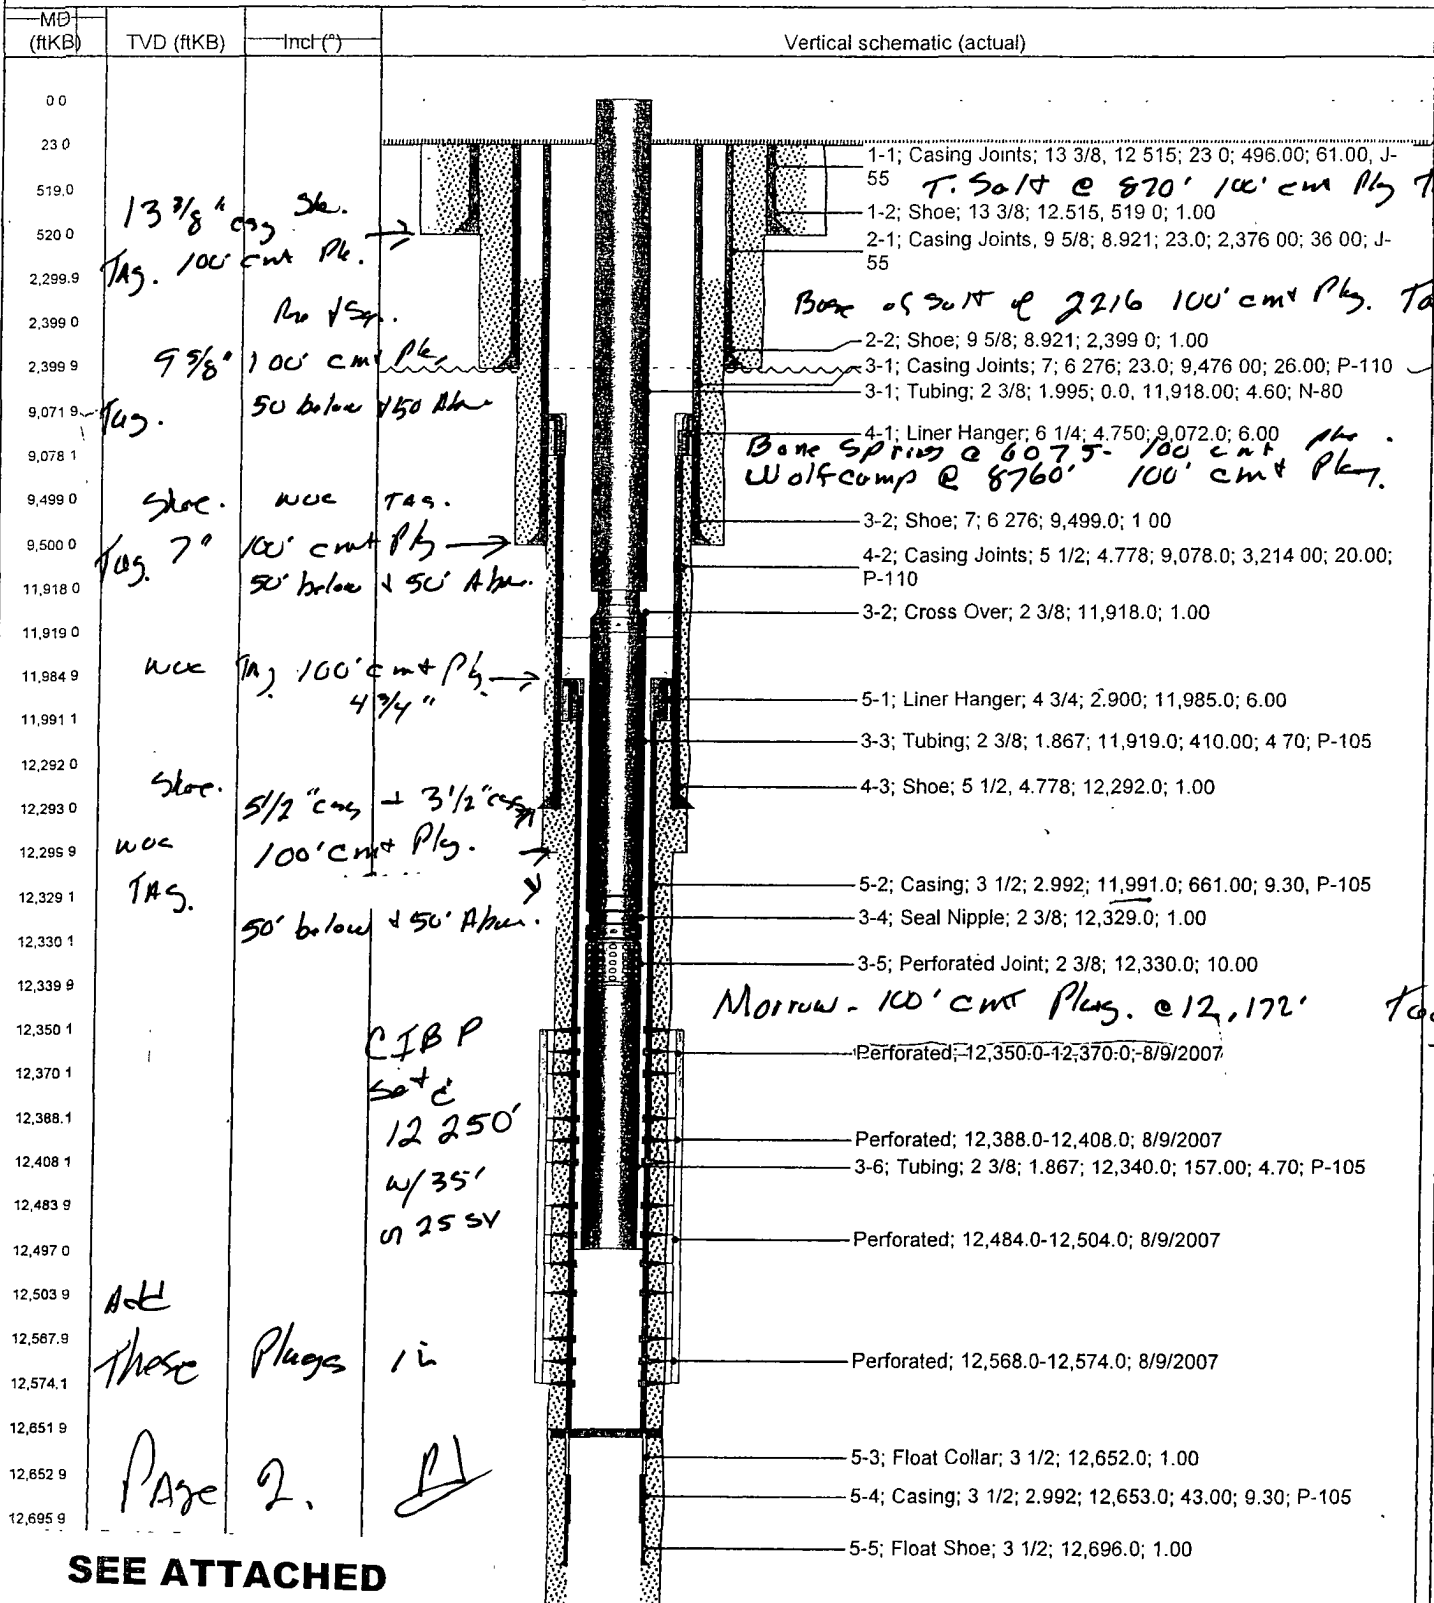 MD
(ftKB) TVD (ftKB) Incl (°) Vertical schematic (actual)
0 0
23 0
519.0
520 0
2,299.9
2,399 0
2,399 9
9,071 9
9,078 1
9,499 0
9,500 0
11,918 0
11,919 0
11,984 9
11,991 1
12,292 0
12,293 0
12,295 9
12,329 1
12,330 1
12,339 9
12,350 1
12,370 1
12,388.1
12,408 1
12,483 9
12,497 0
12,503 9
12,567.9
12,574.1
12,651 9
12,652 9
12,695 9
13 3/8" csg Shoe.
TAg. 100' cmt Plg.
9 5/8" 100' cmt Plg
Tag. 50 below & 50 Above
Shoe. WOC TAG.
Tag. 7" 100' cmt Plg
50' below & 50' Above.
WOC TAg 100' cmt Plg.
4 3/4"
Shoe. 5 1/2" csg + 3 1/2" csg
WOC 100' cmt Plg.
TAG.
50' below & 50' Above.
CIBP
Set @
12 250'
w/ 35'
25 SX
Add
These Plugs in
PAge 2.
SEE ATTACHED
1-1; Casing Joints; 13 3/8, 12 515; 23 0; 496.00; 61.00, J-
55
T. Salt @ 870' 100' cmt Plg
1-2; Shoe; 13 3/8; 12.515, 519 0; 1.00
2-1; Casing Joints, 9 5/8; 8.921; 23.0; 2,376 00; 36 00; J-
55
Base of Salt @ 2216 100' cmt Plg.
2-2; Shoe; 9 5/8; 8.921; 2,399 0; 1.00
3-1; Casing Joints; 7; 6 276; 23.0; 9,476 00; 26.00; P-110
3-1; Tubing; 2 3/8; 1.995; 0.0, 11,918.00; 4.60; N-80
4-1; Liner Hanger; 6 1/4; 4.750; 9,072.0; 6.00
Bone Spring @ 6075- 100' cmt plg.
Wolfcamp @ 8760' 100' cmt Plg.
3-2; Shoe; 7; 6 276; 9,499.0; 1 00
4-2; Casing Joints; 5 1/2; 4.778; 9,078.0; 3,214 00; 20.00;
P-110
3-2; Cross Over; 2 3/8; 11,918.0; 1.00
5-1; Liner Hanger; 4 3/4; 2.900; 11,985.0; 6.00
3-3; Tubing; 2 3/8; 1.867; 11,919.0; 410.00; 4 70; P-105
4-3; Shoe; 5 1/2, 4.778; 12,292.0; 1.00
5-2; Casing; 3 1/2; 2.992; 11,991.0; 661.00; 9.30, P-105
3-4; Seal Nipple; 2 3/8; 12,329.0; 1.00
3-5; Perforated Joint; 2 3/8; 12,330.0; 10.00
Morrow - 100' cmt Plug. @ 12,172'
Perforated; 12,350.0-12,370.0; 8/9/2007
Perforated; 12,388.0-12,408.0; 8/9/2007
3-6; Tubing; 2 3/8; 1.867; 12,340.0; 157.00; 4.70; P-105
Perforated; 12,484.0-12,504.0; 8/9/2007
Perforated; 12,568.0-12,574.0; 8/9/2007
5-3; Float Collar; 3 1/2; 12,652.0; 1.00
5-4; Casing; 3 1/2; 2.992; 12,653.0; 43.00; 9.30; P-105
5-5; Float Shoe; 3 1/2; 12,696.0; 1.00